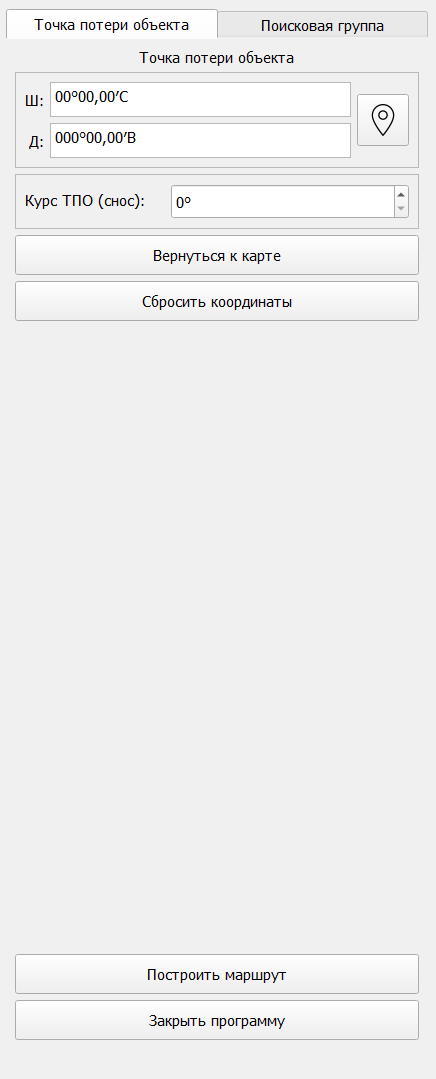 Точка потери объекта
Поисковая группа
Точка потери объекта
Ш: 00°00,00′С
Д: 000°00,00′В
Курс ТПО (снос): 0°
Вернуться к карте
Сбросить координаты
Построить маршрут
Закрыть программу